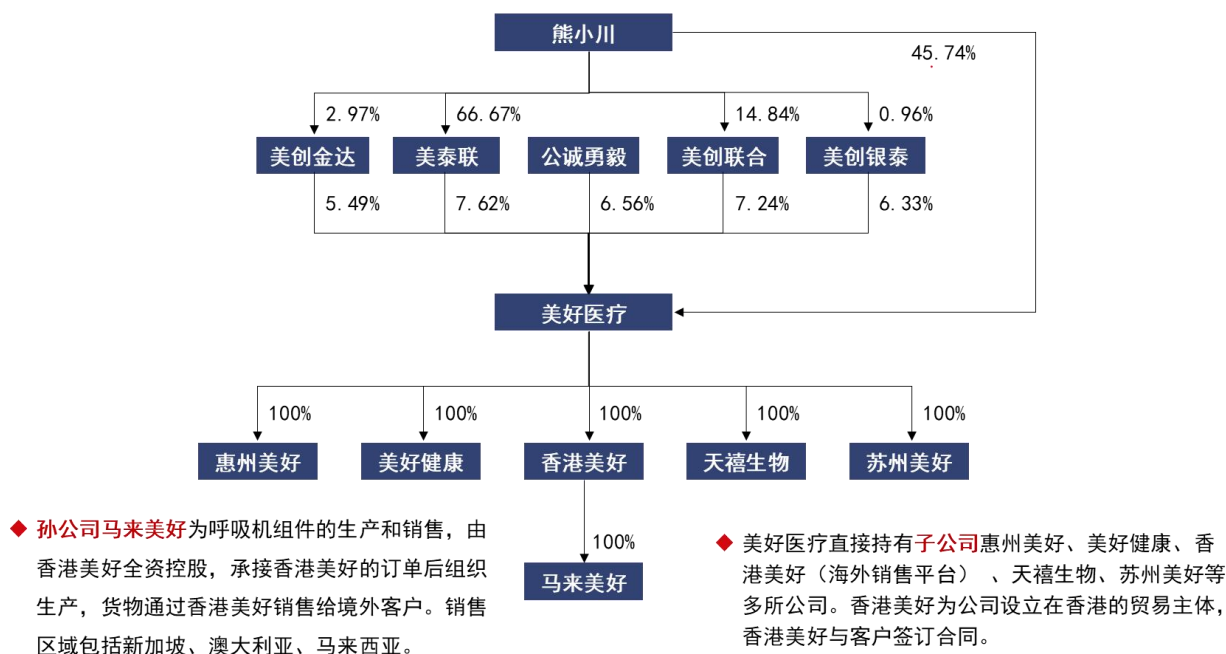 熊小川
45.74%
2.97%
66.67%
14.84%
0.96%
美创金达
美泰联
公诚勇毅
美创联合
美创银泰
5.49%
7.62%
6.56%
7.24%
6.33%
美好医疗
100%
100%
100%
100%
100%
惠州美好
美好健康
香港美好
天禧生物
苏州美好
100%
马来美好
◆ 孙公司马来美好为呼吸机组件的生产和销售，由
香港美好全资控股，承接香港美好的订单后组织
生产，货物通过香港美好销售给境外客户。销售
区域包括新加坡、澳大利亚、马来西亚。
◆ 美好医疗直接持有子公司惠州美好、美好健康、香
港美好（海外销售平台） 、天禧生物、苏州美好等
多所公司。香港美好为公司设立在香港的贸易主体，
香港美好与客户签订合同。